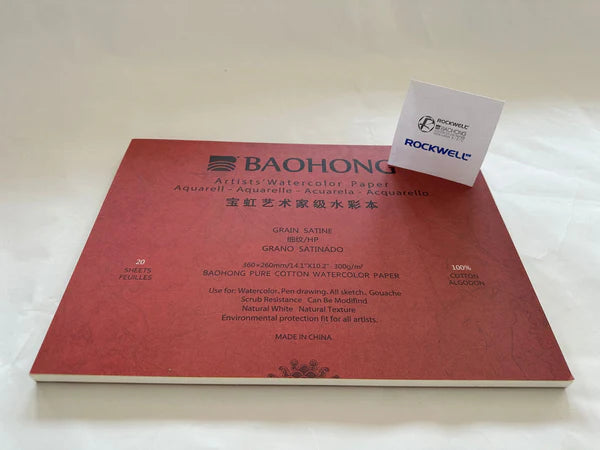 ROCKWELL
BAOHONG
ROCKWELL
BAOHONG
Artists' Watercolor Paper
Aquarell - Aquarelle - Acuarela - Acquarello
宝虹艺术家级水彩本
GRAIN SATINE
细纹/HP
GRANO SATINADO
20
SHEETS
FEUILLES
100%
COTTON
ALGODON
360×260mm/14.1"X10.2" 300g/m²
BAOHONG PURE COTTON WATERCOLOR PAPER
Use for: Watercolor, Pen drawing, All sketch, Gouache
Scrub Resistance Can Be Modifind
Natural White Natural Texture
Environmental protection fit for all artists.
MADE IN CHINA